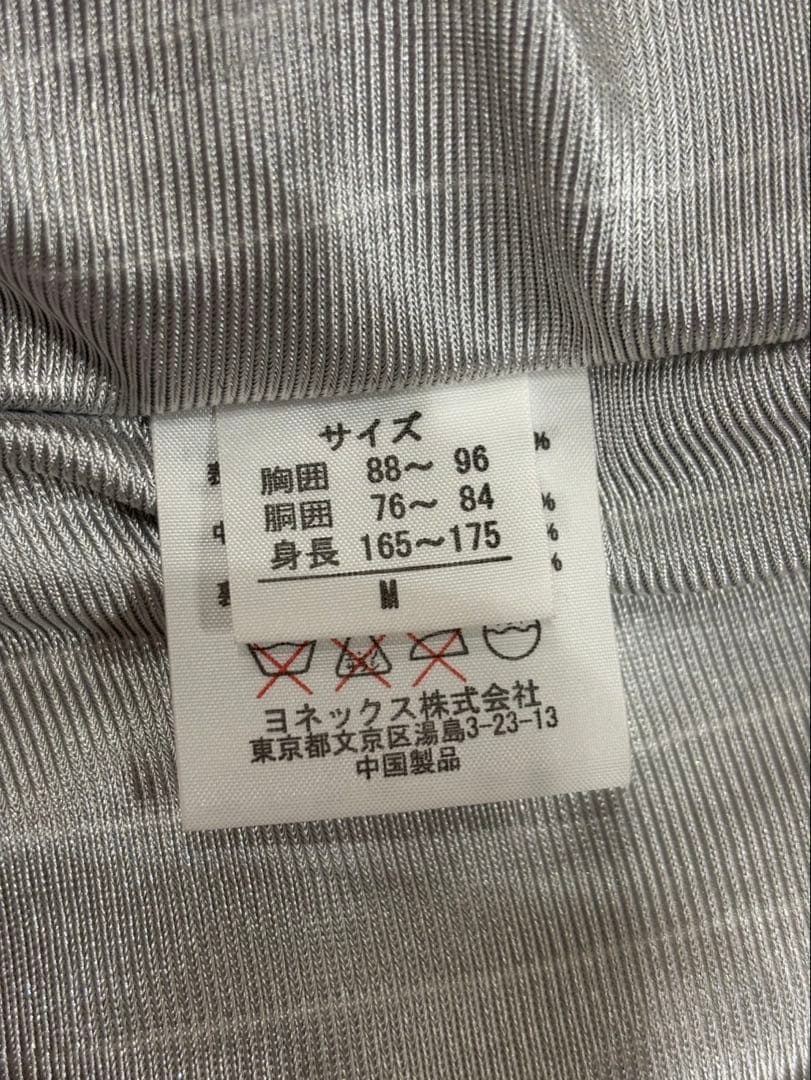 サイズ
胸囲 88～ 96
胴囲 76～ 84
身長 165～175
M
%
%
%
%
ヨネックス株式会社
東京都文京区湯島3-23-13
中国製品